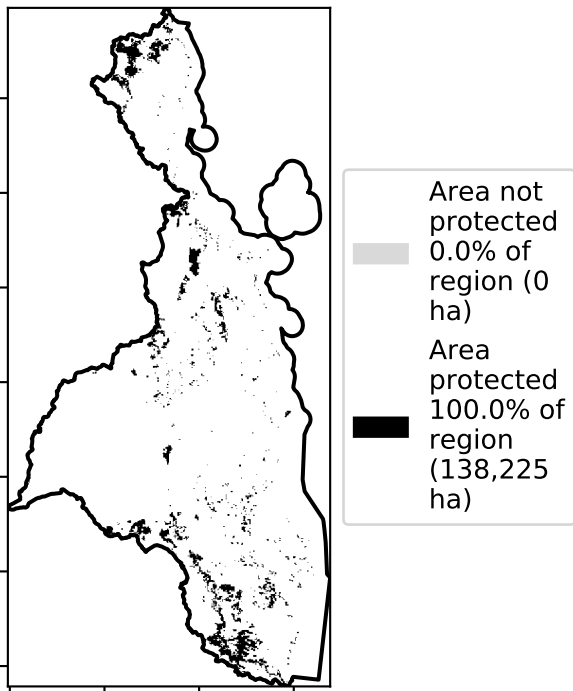 Area not
protected
0.0% of
region (0
ha)
Area
protected
100.0% of
region
(138,225
ha)